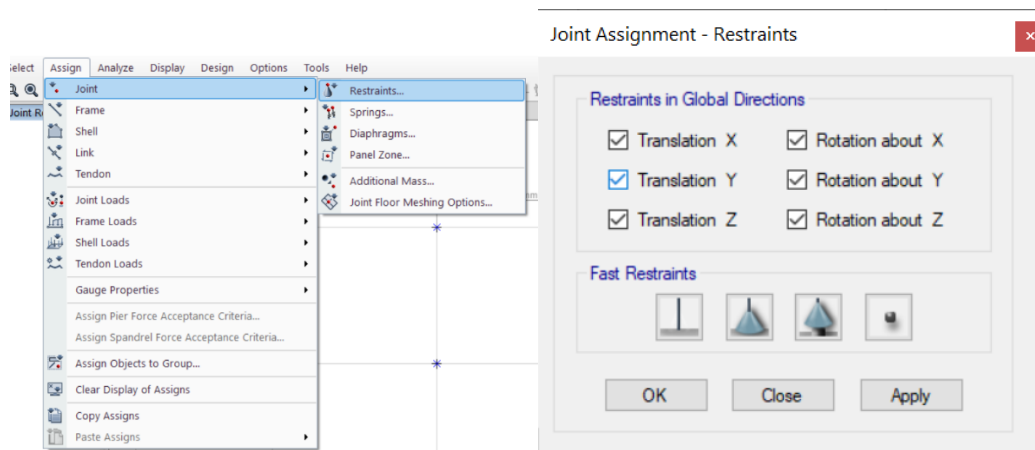 Joint Assignment - Restraints
elect Assign Analyze Display Design Options Tools Help
Joint Restraints...
Joint R
Frame Springs...
Shell Diaphragms...
Link Panel Zone...
Tendon Additional Mass...
Joint Loads Joint Floor Meshing Options...
Frame Loads
Shell Loads
Tendon Loads
Gauge Properties
Assign Pier Force Acceptance Criteria...
Assign Spandrel Force Acceptance Criteria...
Assign Objects to Group...
Clear Display of Assigns
Copy Assigns
Paste Assigns
Restraints in Global Directions
Translation X Rotation about X
Translation Y Rotation about Y
Translation Z Rotation about Z
Fast Restraints
OK Close Apply